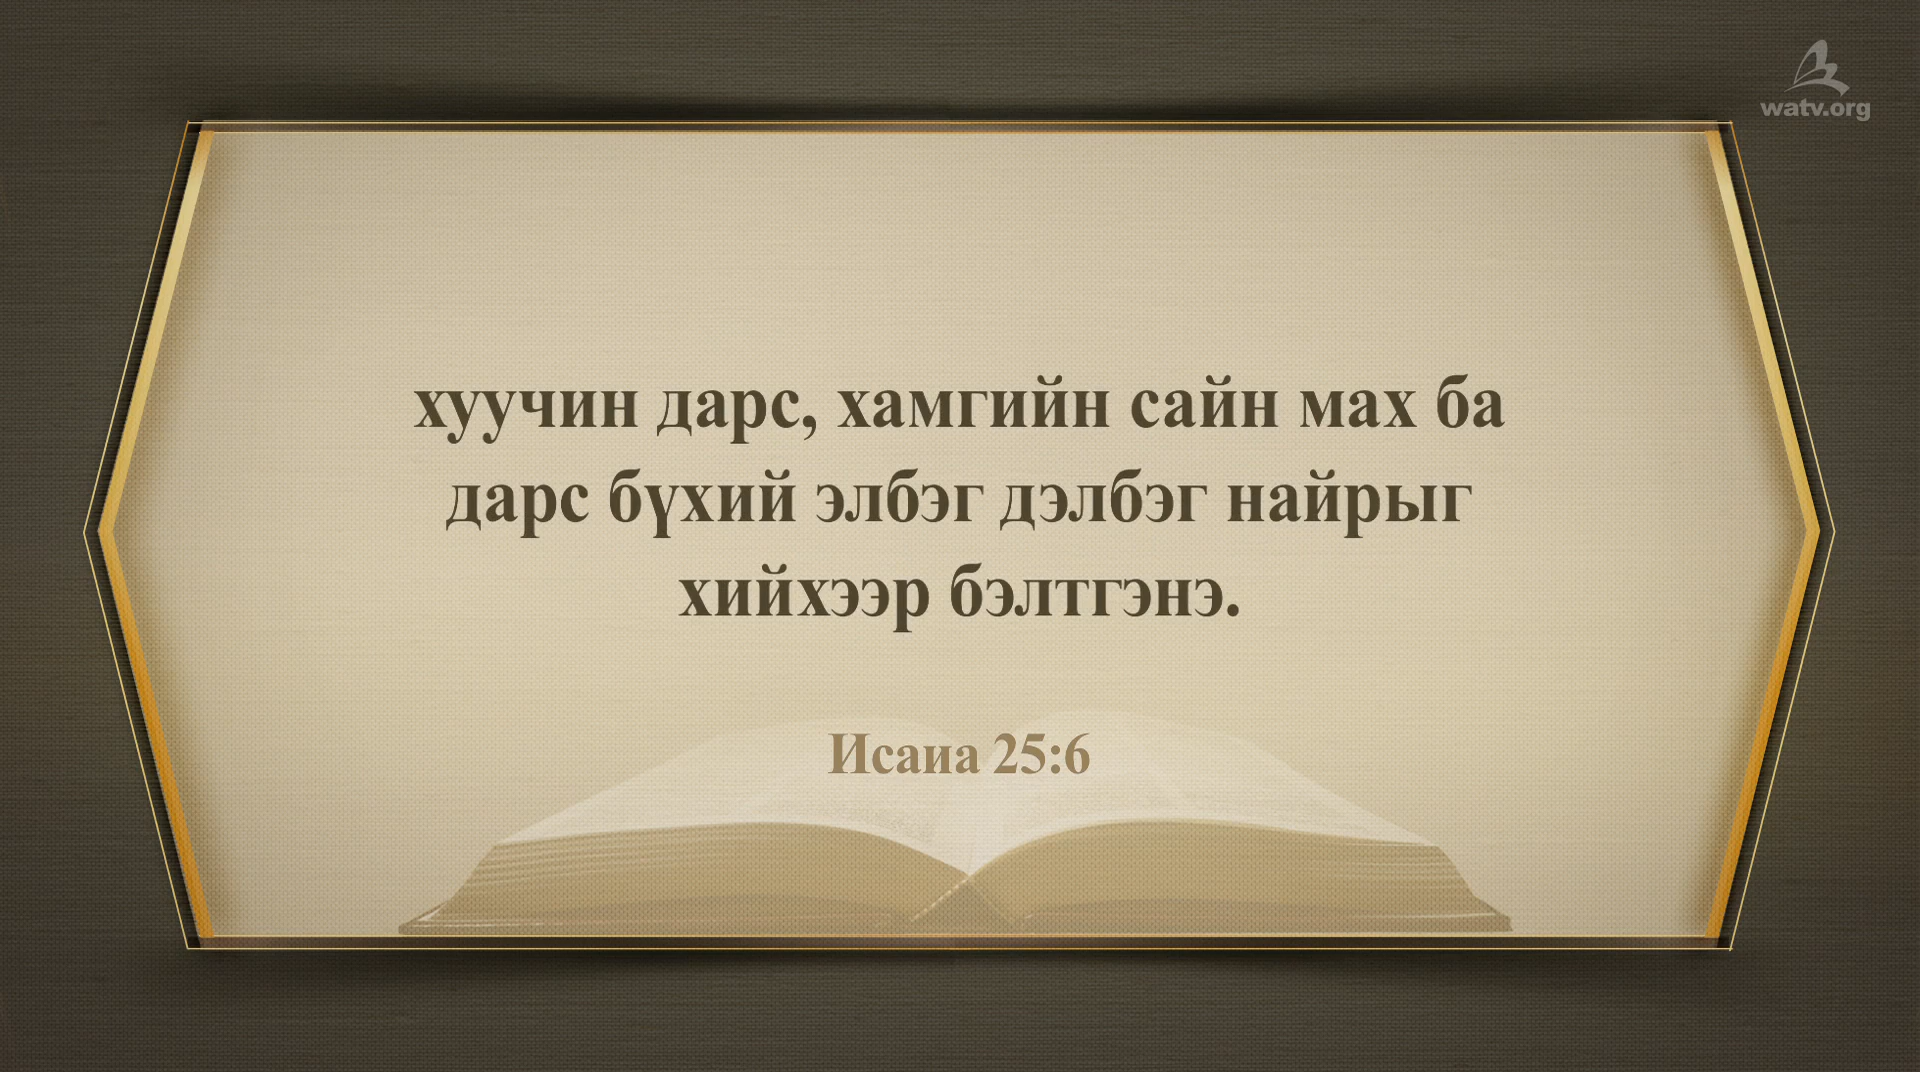 watv.org
хуучин дарс, хамгийн сайн мах ба
дарс бүхий элбэг дэлбэг найрыг
хийхээр бэлтгэнэ.
Исаиа 25:6